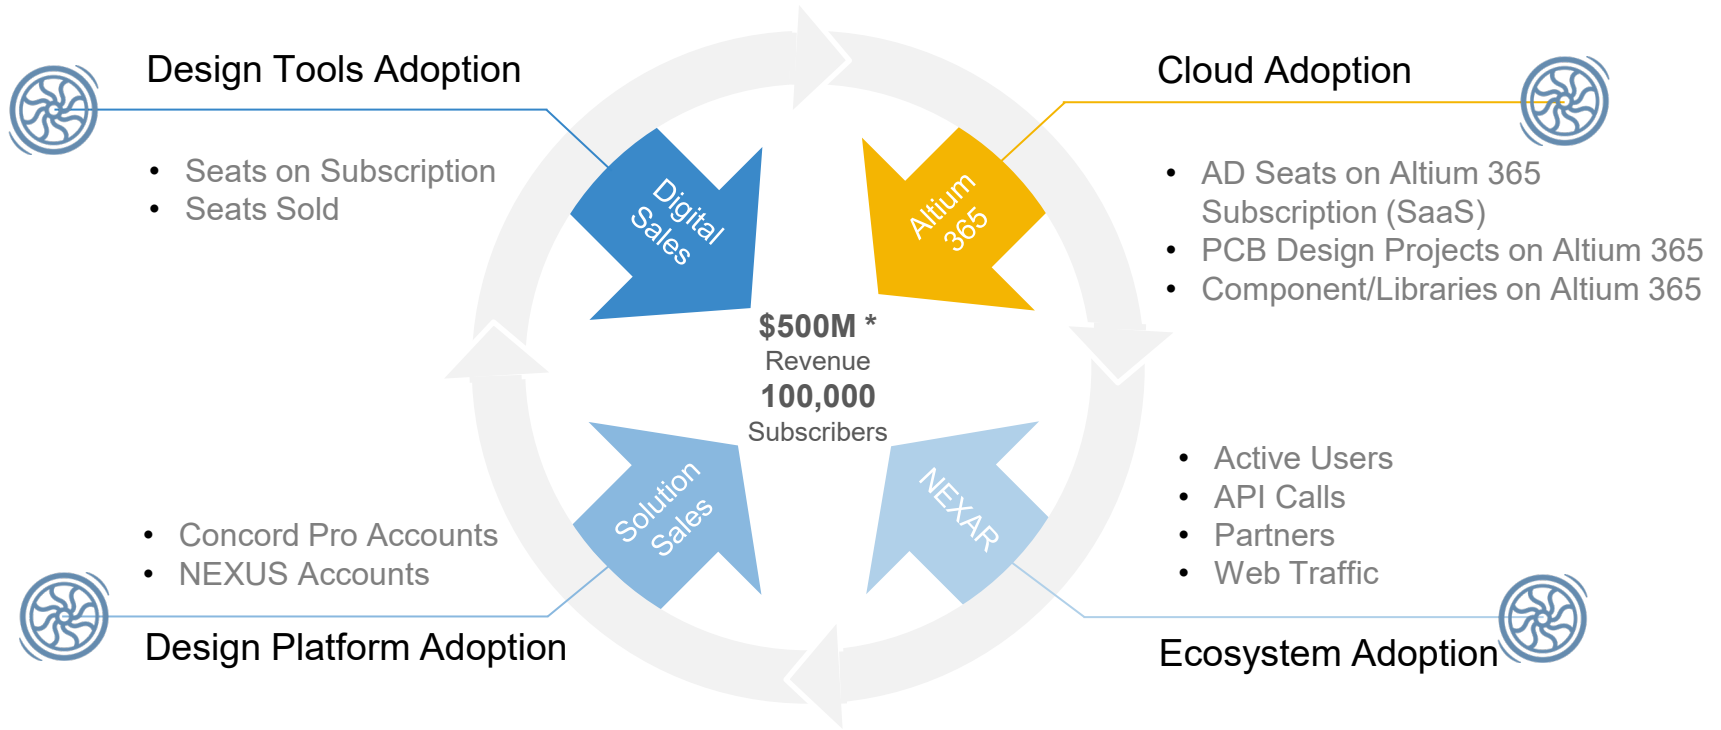 Design Tools Adoption
• Seats on Subscription
• Seats Sold
Digital
Sales
Cloud Adoption
• AD Seats on Altium 365
Subscription (SaaS)
• PCB Design Projects on Altium 365
• Component/Libraries on Altium 365
Altium
365
$500M *
Revenue
100,000
Subscribers
Solution
Sales
• Concord Pro Accounts
• NEXUS Accounts
Design Platform Adoption
NEXAR
• Active Users
• API Calls
• Partners
• Web Traffic
Ecosystem Adoption